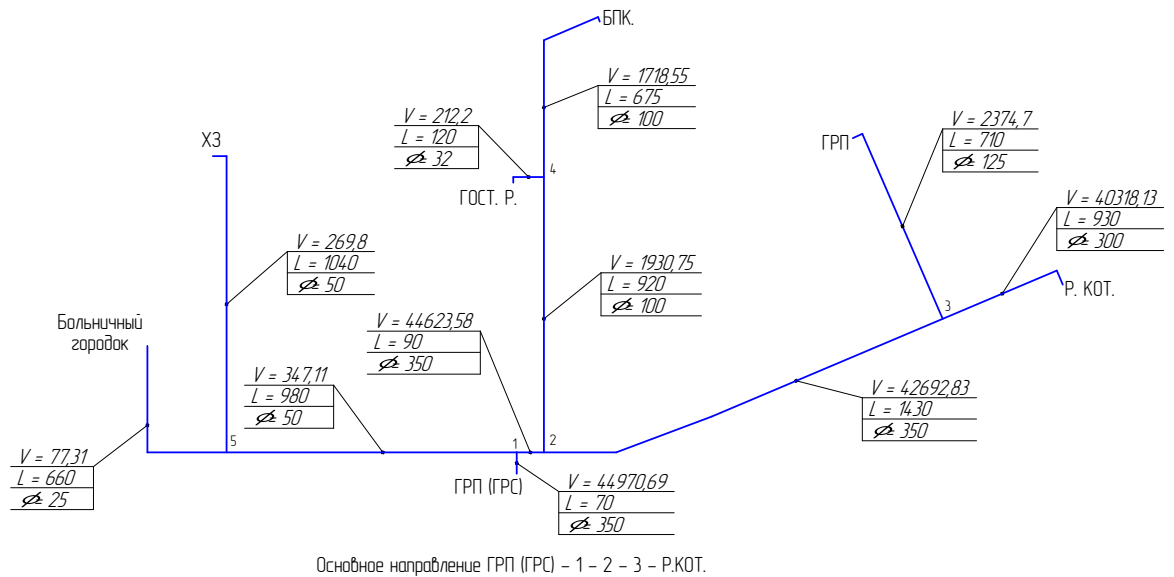 БПК.
V = 1718,55
L = 675
⌀= 100
V = 212,2
L = 120
⌀= 32
ХЗ
ГОСТ. Р.
4
ГРП
V = 2374,7
L = 710
⌀= 125
V = 40318,13
L = 930
⌀= 300
V = 269,8
L = 1040
⌀= 50
V = 1930,75
L = 920
⌀= 100
3
Р. КОТ.
Больничный
городок
V = 44623,58
L = 90
⌀= 350
V = 347,11
L = 980
⌀= 50
V = 42692,83
L = 1430
⌀= 350
5
1
2
V = 77,31
L = 660
⌀= 25
ГРП (ГРС)
V = 44970,69
L = 70
⌀= 350
Основное направление ГРП (ГРС) – 1 – 2 – 3 – Р.КОТ.